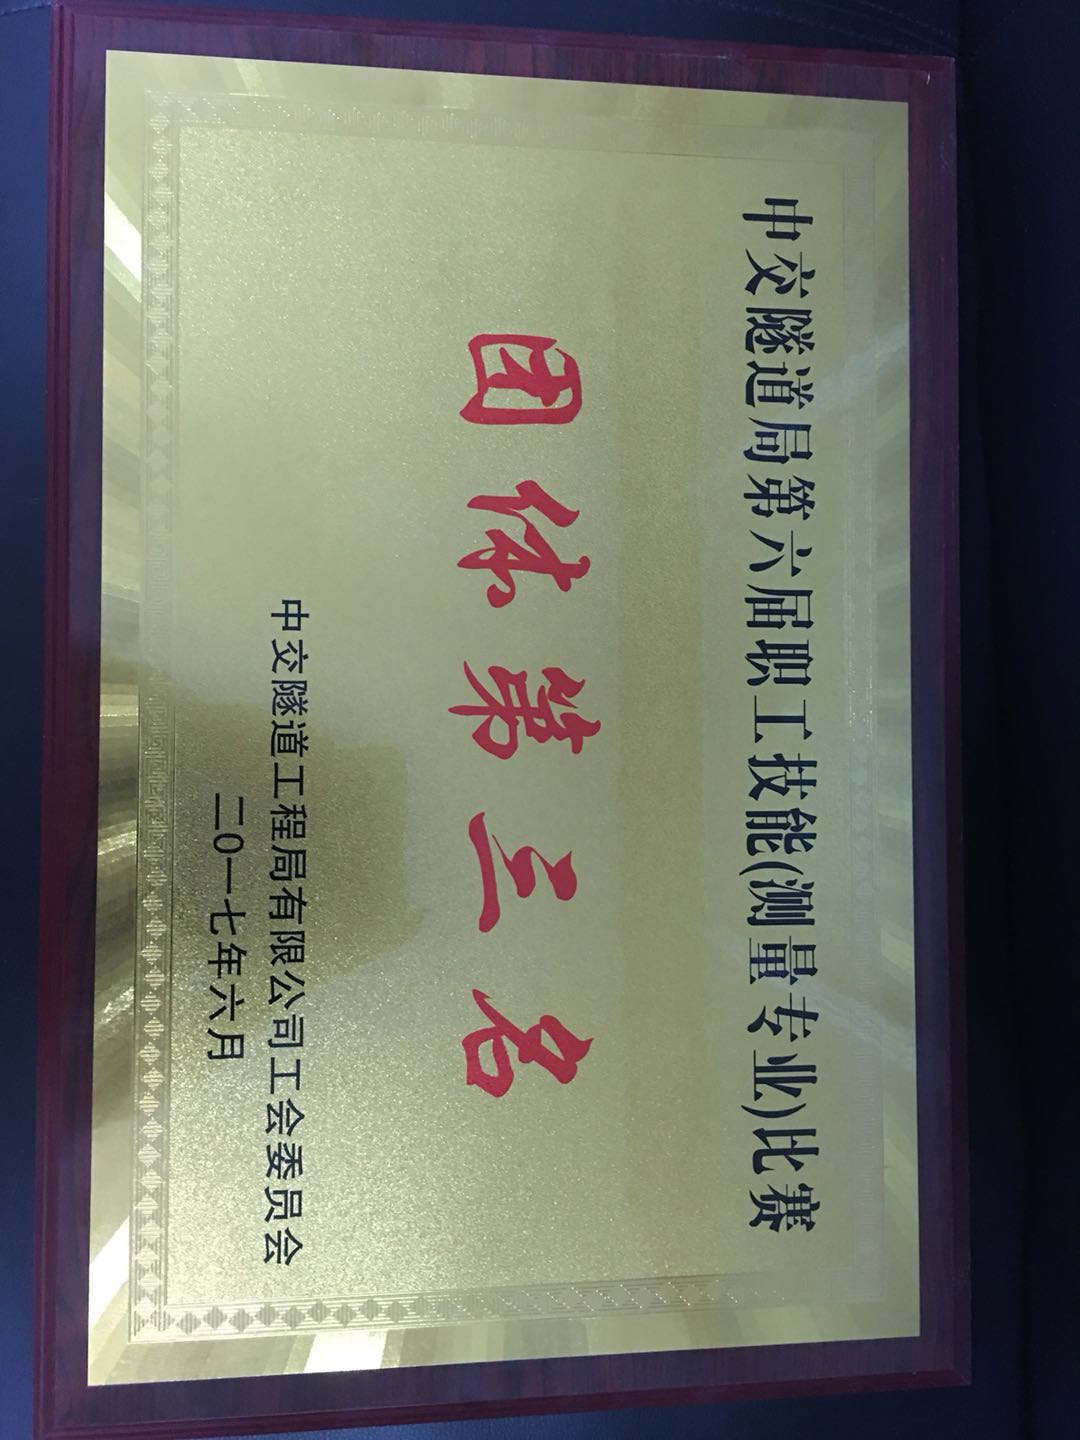 中交隧道局第六届职工技能(测量专业)比赛
团体第三名
中交隧道工程局有限公司工会委员会
二0一七年六月